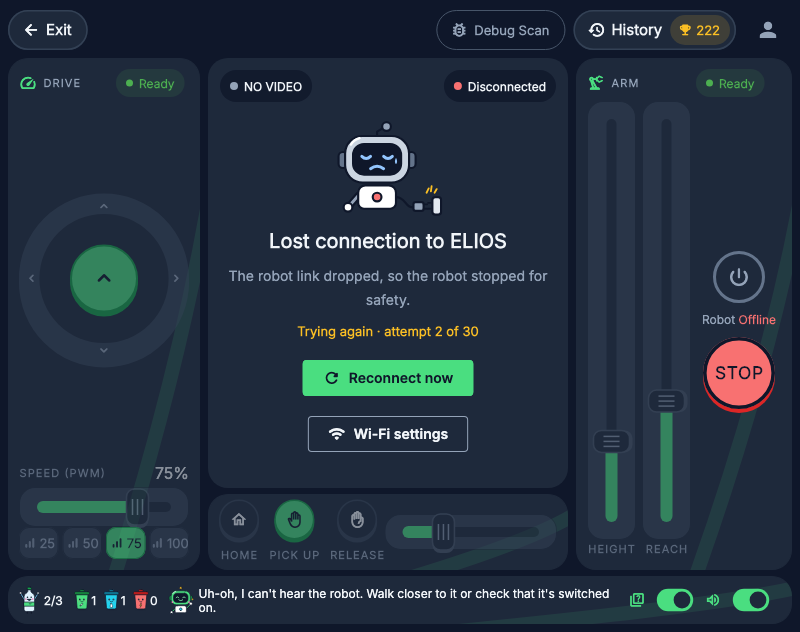 Exit
Debug Scan
History
222
DRIVE
Ready
NO VIDEO
Disconnected
ARM
Ready
Lost connection to ELIOS
The robot link dropped, so the robot stopped for
safety.
Trying again · attempt 2 of 30
Reconnect now
Wi-Fi settings
Robot Offline
STOP
SPEED (PWM)
75%
25
50
75
100
HOME
PICK UP
RELEASE
HEIGHT
REACH
2/3
1
1
0
Uh-oh, I can't hear the robot. Walk closer to it or check that it's switched
on.